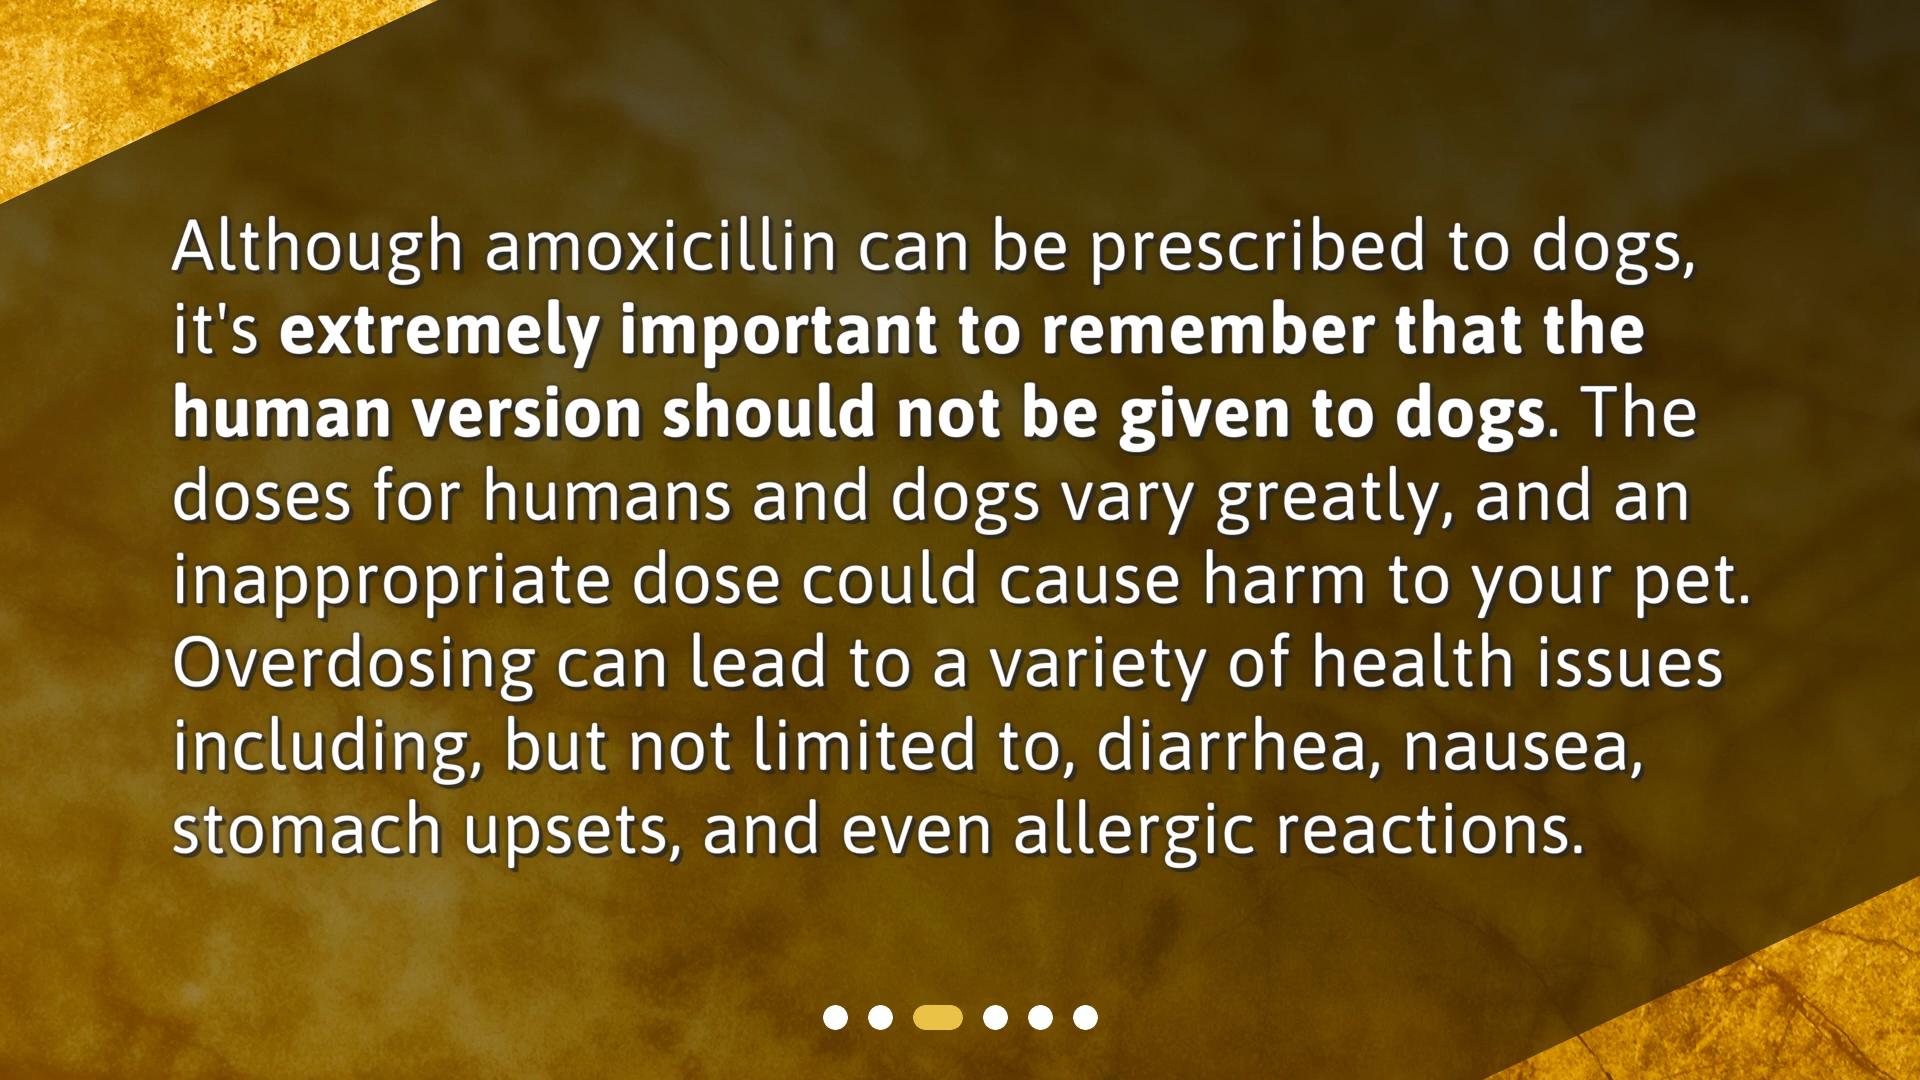 Although amoxicillin can be prescribed to dogs,
it's extremely important to remember that the
human version should not be given to dogs. The
doses for humans and dogs vary greatly, and an
inappropriate dose could cause harm to your pet.
Overdosing can lead to a variety of health issues
including, but not limited to, diarrhea, nausea,
stomach upsets, and even allergic reactions.